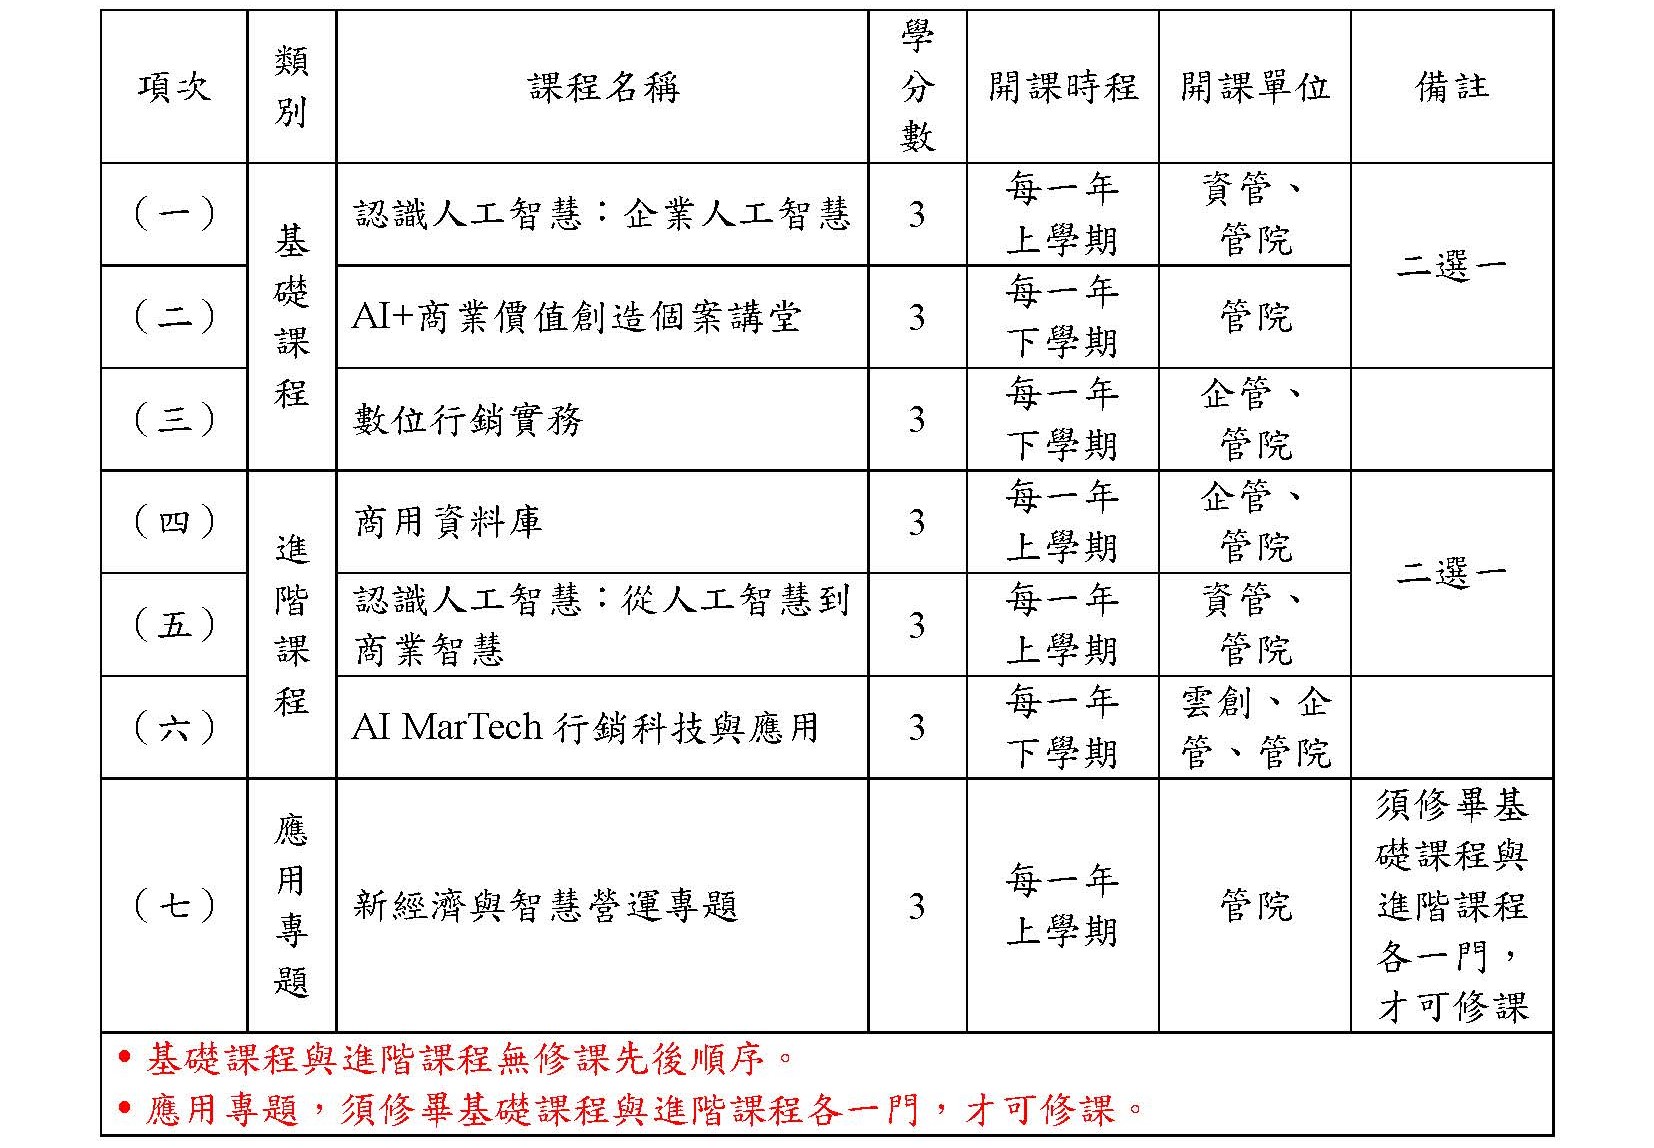 項次 類別 課程名稱 學分數 開課時程 開課單位 備註
（一） 基礎課程 認識人工智慧：企業人工智慧 3 每一年上學期 資管、管院 二選一
（二） AI+商業價值創造個案講堂 3 每一年下學期 管院
（三） 數位行銷實務 3 每一年下學期 企管、管院
（四） 進階課程 商用資料庫 3 每一年上學期 企管、管院 二選一
（五） 認識人工智慧：從人工智慧到商業智慧 3 每一年上學期 資管、管院
（六） AI MarTech 行銷科技與應用 3 每一年下學期 雲創、企管、管院
（七） 應用專題 新經濟與智慧營運專題 3 每一年上學期 管院 須修畢基礎課程與進階課程各一門，才可修課
• 基礎課程與進階課程無修課先後順序。
• 應用專題，須修畢基礎課程與進階課程各一門，才可修課。